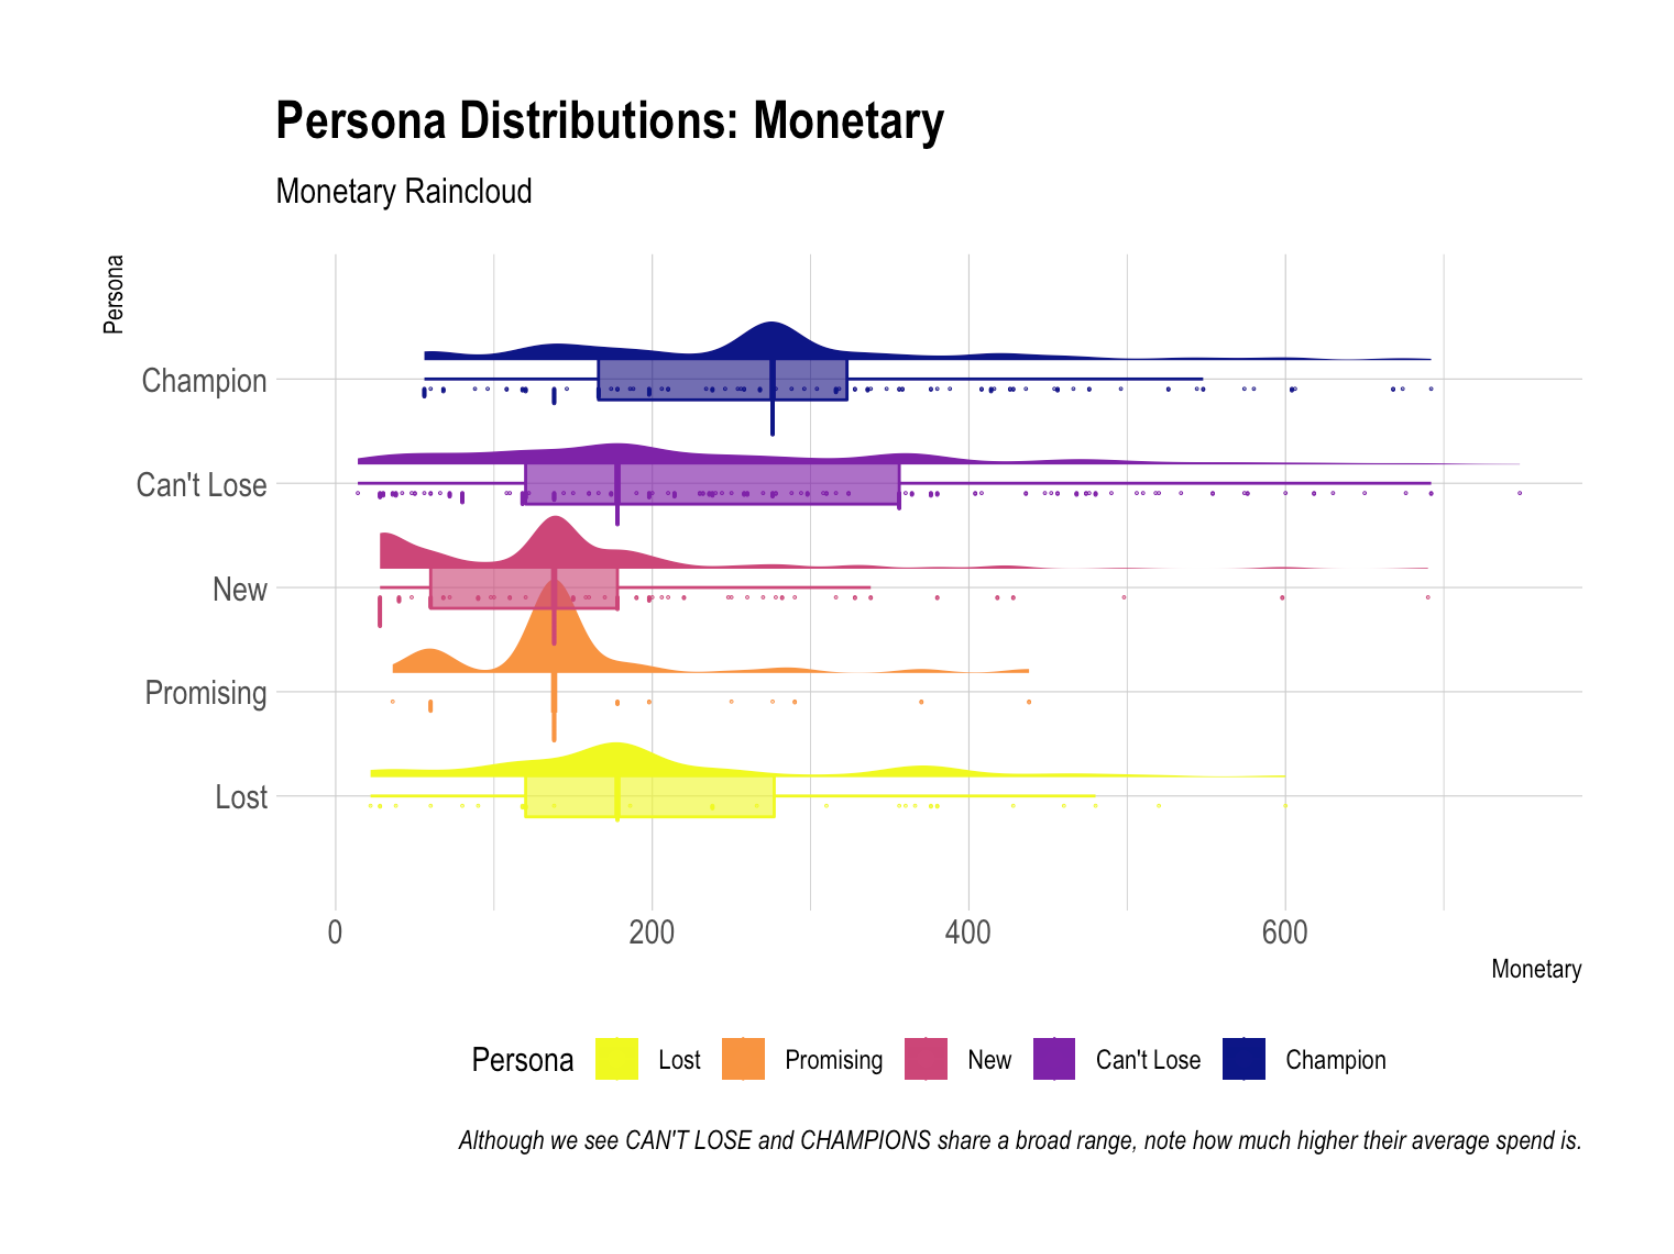 Persona Distributions: Monetary
Monetary Raincloud
Persona
Champion
Can't Lose
New
Promising
Lost
0 200 400 600
Monetary
Persona Lost Promising New Can't Lose Champion
Although we see CAN'T LOSE and CHAMPIONS share a broad range, note how much higher their average spend is.